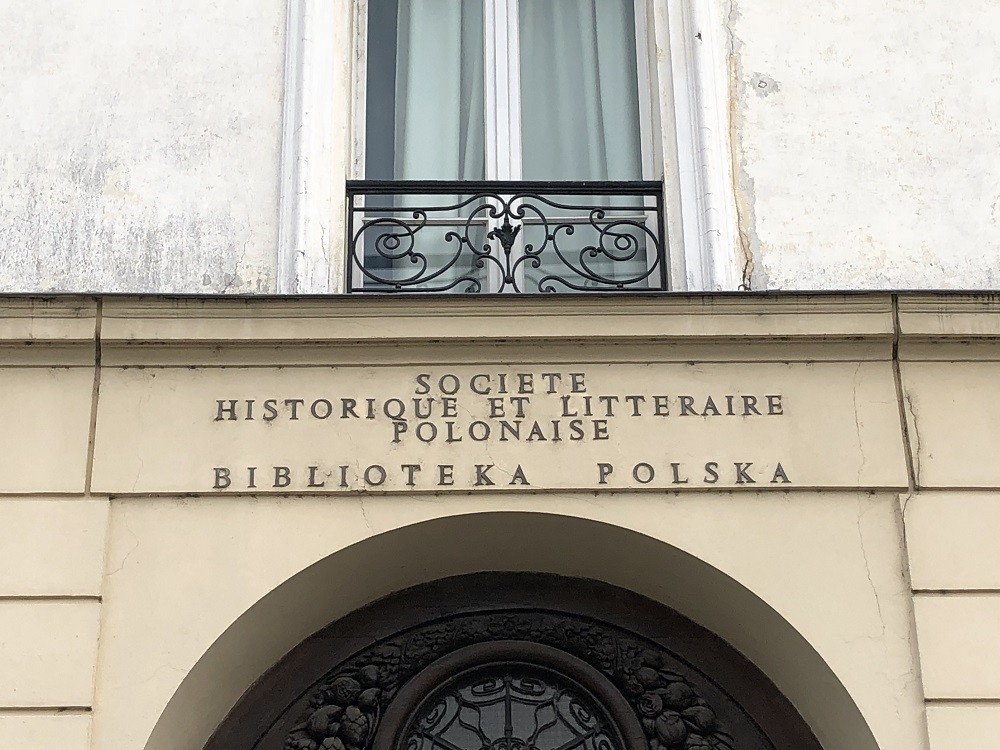 SOCIETE
HISTORIQUE ET LITTERAIRE
POLONAISE
BIBLIOTEKA POLSKA